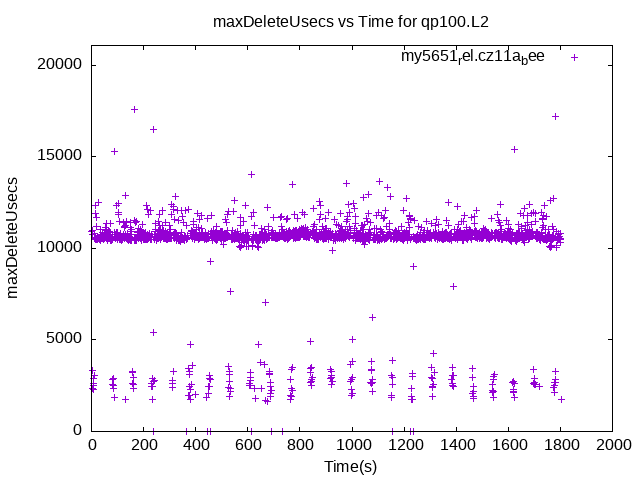 maxDeleteUsecs vs Time for qp100.L2
my5651rel.cz11abee
maxDeleteUsecs
20000
15000
10000
5000
0
0 200 400 600 800 1000 1200 1400 1600 1800 2000
Time(s)